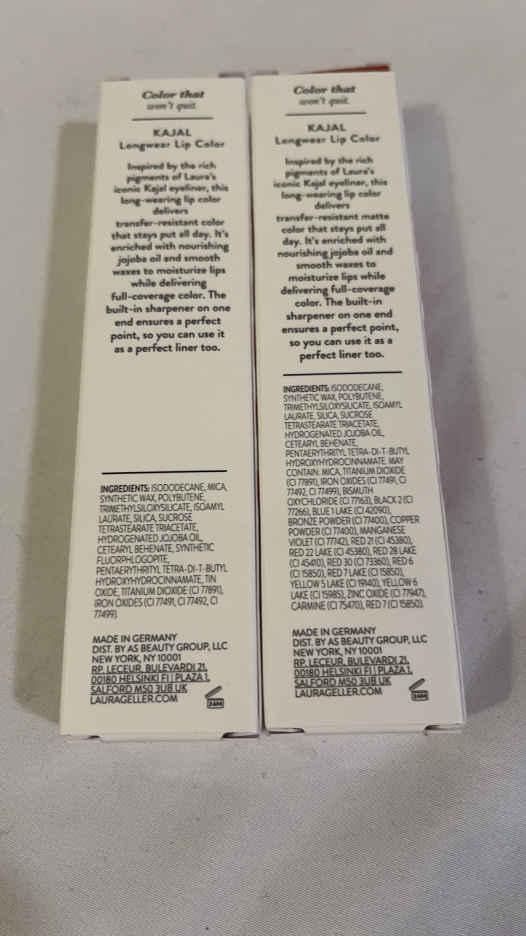 Color that
won't quit.
KAJAL
Longwear Lip Color
Inspired by the rich
pigments of Laura's
iconic Kajal eyeliner, this
long-wearing lip color
delivers
transfer-resistant color
that stays put all day. It's
enriched with nourishing
jojoba oil and smooth
waxes to moisturize lips
while delivering
full-coverage color. The
built-in sharpener on one
end ensures a perfect
point, so you can use it
as a perfect liner too.
INGREDIENTS: ISODODECANE, MICA,
SYNTHETIC WAX, POLYBUTENE,
TRIMETHYLSILOXYSILICATE, ISOAMYL
LAURATE, SILICA, SUCROSE
TETRASTEARATE TRIACETATE,
HYDROGENATED JOJOBA OIL,
CETEARYL BEHENATE, SYNTHETIC
FLUORPHLOGOPITE,
PENTAERYTHRITYL TETRA-DI-T-BUTYL
HYDROXYHYDROCINNAMATE, TIN
OXIDE, TITANIUM DIOXIDE (CI 77891),
IRON OXIDES (CI 77491, CI 77492, CI
77499).
MADE IN GERMANY
DIST. BY AS BEAUTY GROUP, LLC
NEW YORK, NY 10001
RP. LECEUR, BULEVARDI 21,
00180 HELSINKI FI | PLAZA 1,
SALFORD M50 3UB UK
LAURAGELLER.COM
24M
Color that
won't quit.
KAJAL
Longwear Lip Color
Inspired by the rich
pigments of Laura's
iconic Kajal eyeliner, this
long-wearing lip color
delivers
transfer-resistant matte
color that stays put all
day. It's enriched with
nourishing jojoba oil and
smooth waxes to
moisturize lips while
delivering full-coverage
color. The built-in
sharpener on one end
ensures a perfect point,
so you can use it as a
perfect liner too.
INGREDIENTS: ISODODECANE,
SYNTHETIC WAX, POLYBUTENE,
TRIMETHYLSILOXYSILICATE, ISOAMYL
LAURATE, SILICA, SUCROSE
TETRASTEARATE TRIACETATE,
HYDROGENATED JOJOBA OIL,
CETEARYL BEHENATE,
PENTAERYTHRITYL TETRA-DI-T-BUTYL
HYDROXYHYDROCINNAMATE. MAY
CONTAIN: MICA, TITANIUM DIOXIDE
(CI 77891), IRON OXIDES (CI 77491, CI
77492, CI 77499), BISMUTH
OXYCHLORIDE (CI 77163), BLACK 2 (CI
77266), BLUE 1 LAKE (CI 42090),
BRONZE POWDER (CI 77400), COPPER
POWDER (CI 77400), MANGANESE
VIOLET (CI 77742), RED 21 (CI 45380),
RED 22 LAKE (CI 45380), RED 28 LAKE
(CI 45410), RED 30 (CI 73360), RED 6
(CI 15850), RED 7 LAKE (CI 15850),
YELLOW 5 LAKE (CI 19140), YELLOW 6
LAKE (CI 15985), ZINC OXIDE (CI 77947),
CARMINE (CI 75470), RED 7 (CI 15850).
MADE IN GERMANY
DIST. BY AS BEAUTY GROUP, LLC
NEW YORK, NY 10001
RP. LECEUR, BULEVARDI 21,
00180 HELSINKI FI | PLAZA 1,
SALFORD M50 3UB UK
LAURAGELLER.COM
24M